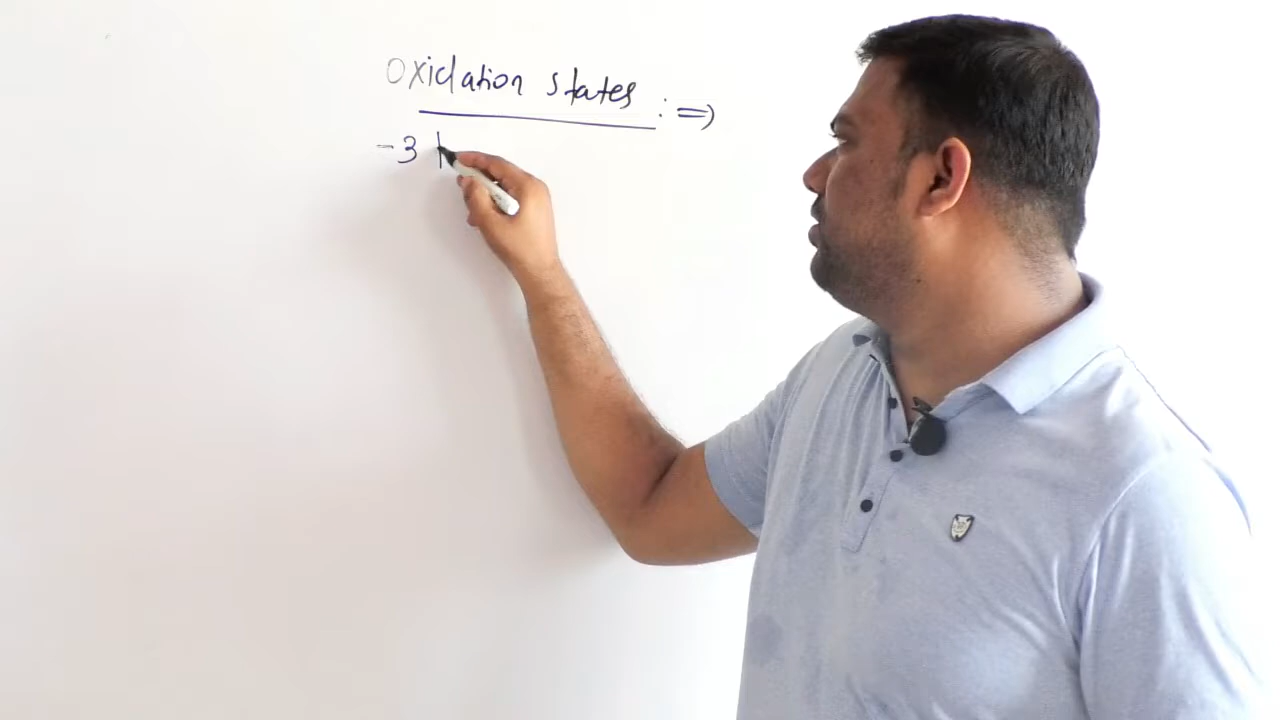 Oxidation states : ⇒
-3 |